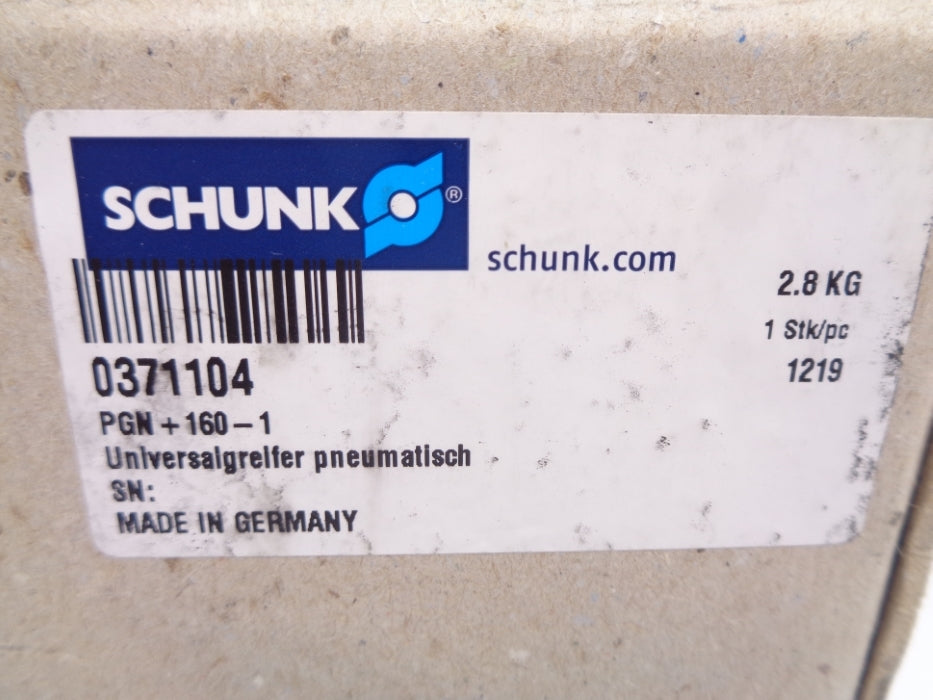 SCHUNK®
schunk.com
2.8 KG
1 Stk/pc
1219
0371104
PGN + 160 – 1
Universalgreifer pneumatisch
SN:
MADE IN GERMANY